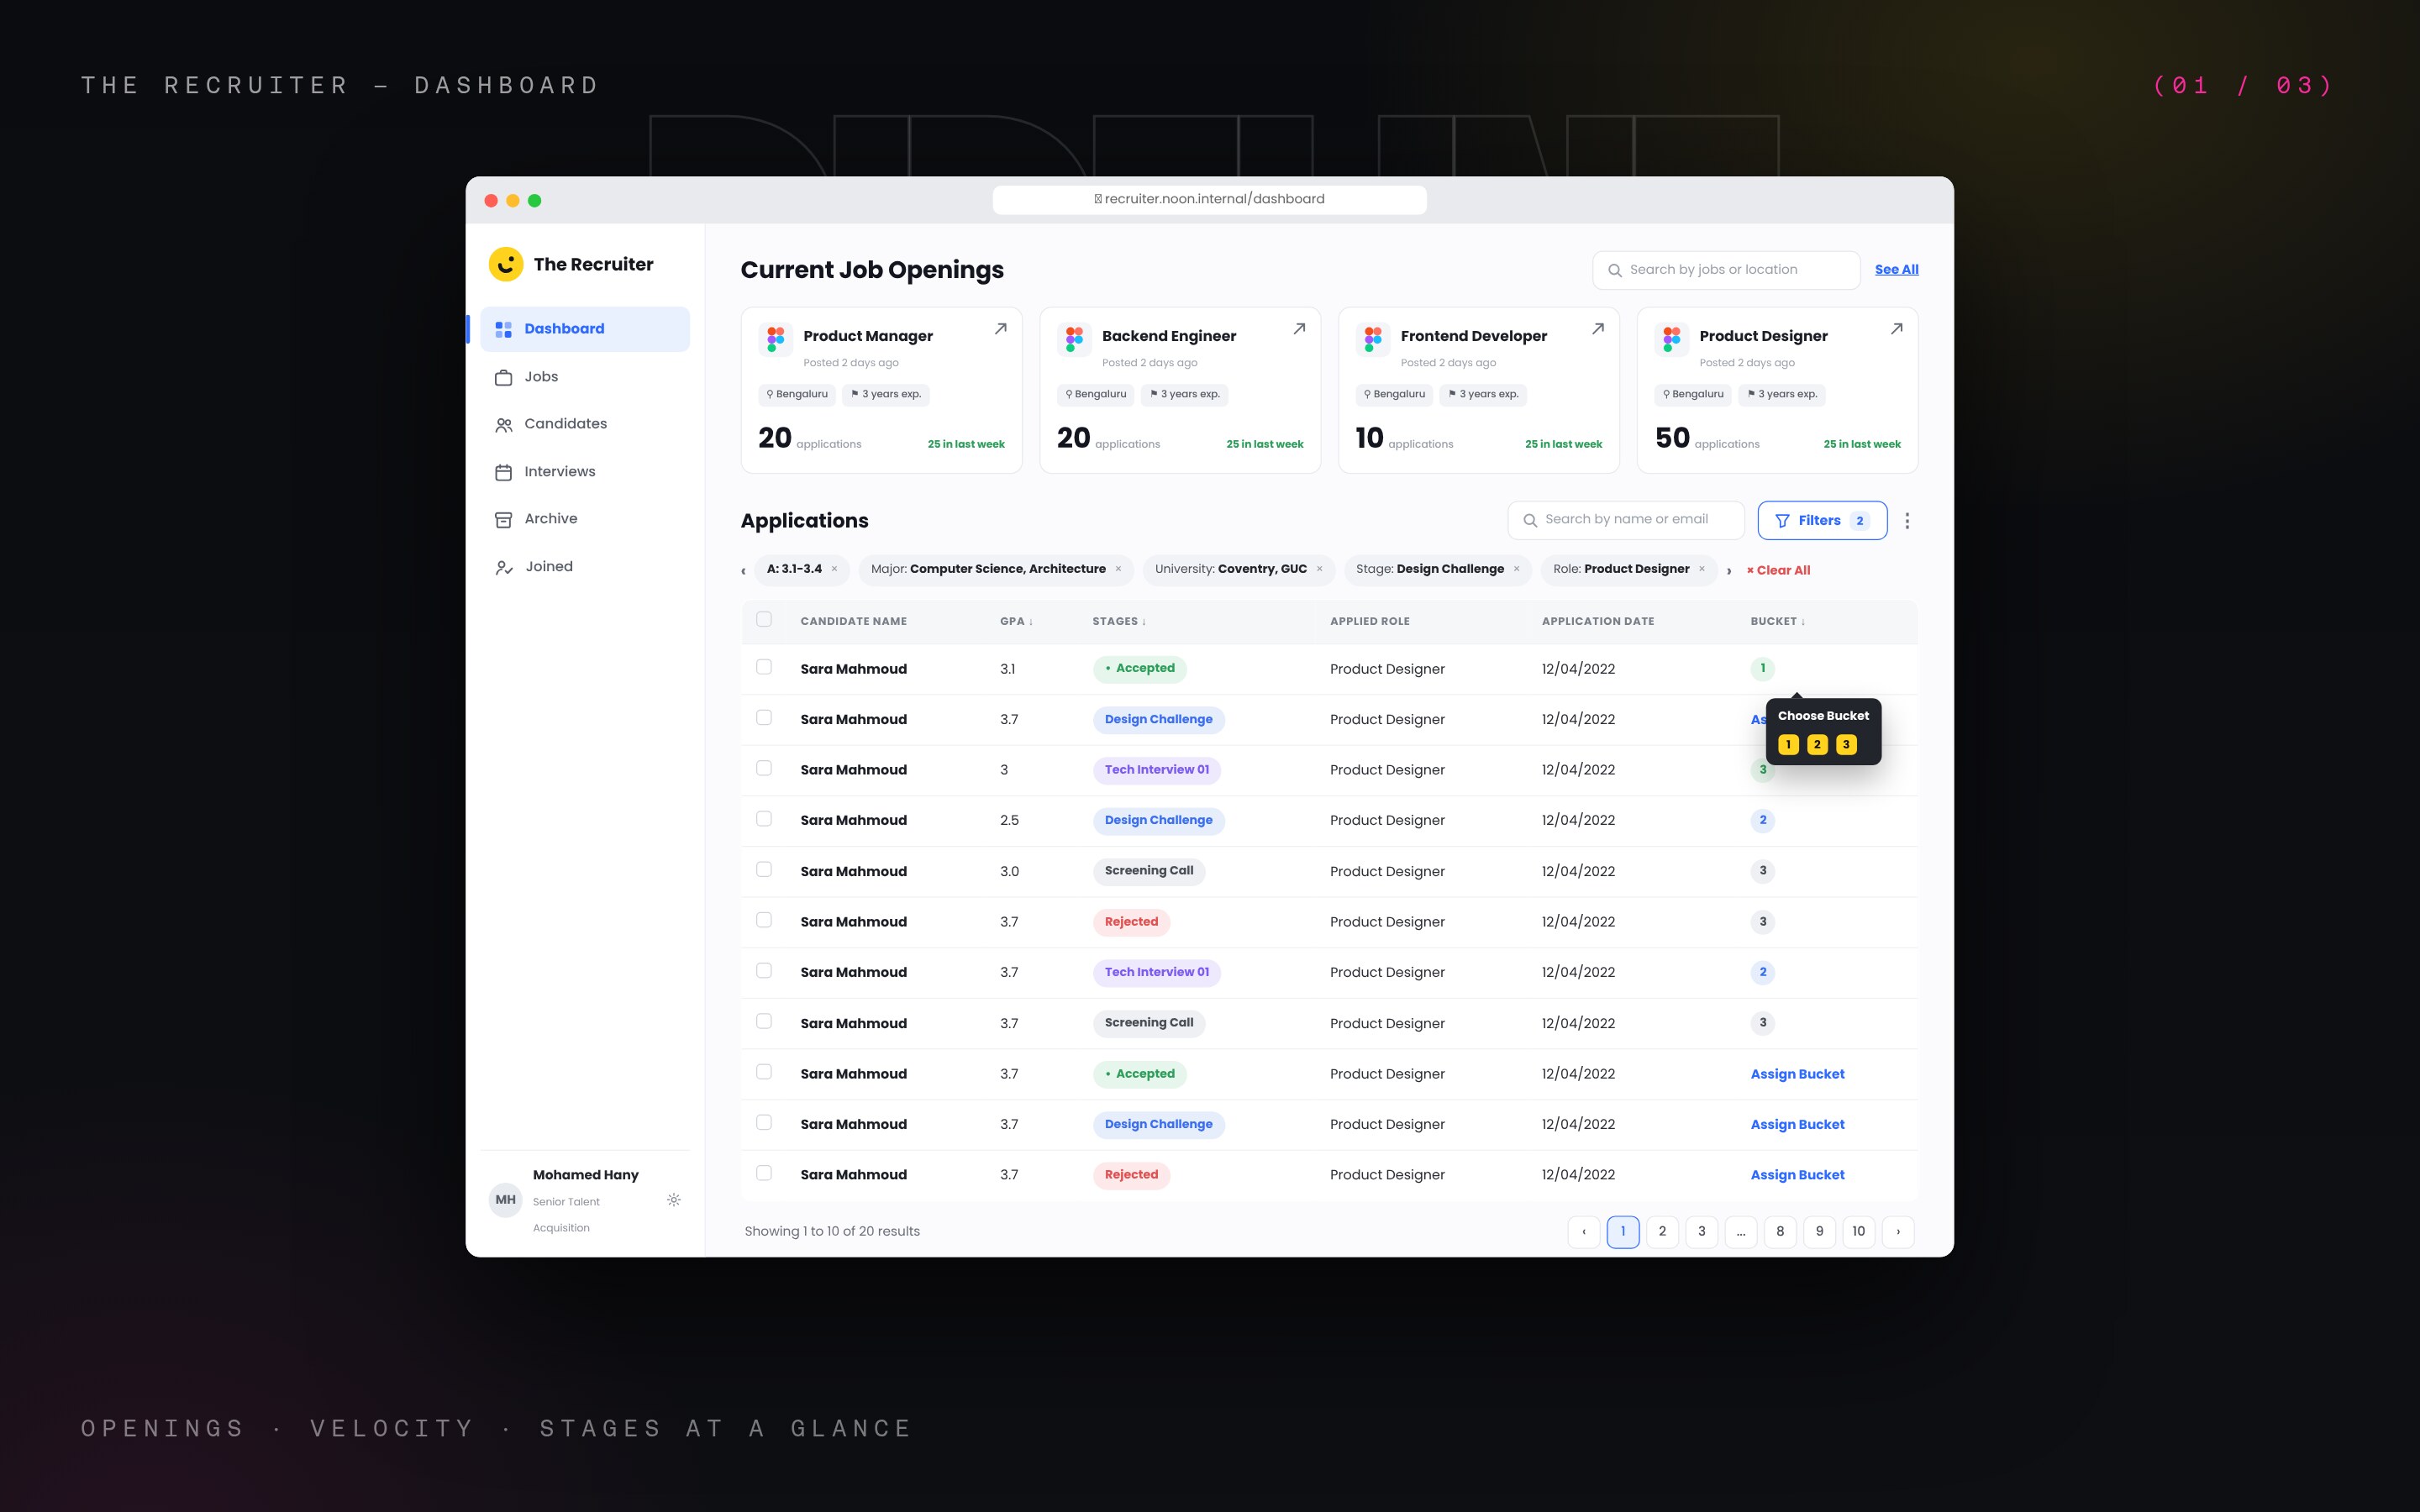 THE RECRUITER — DASHBOARD
(01 / 03)
recruiter.noon.internal/dashboard
The Recruiter
Dashboard
Jobs
Candidates
Interviews
Archive
Joined
MH
Mohamed Hany
Senior Talent
Acquisition
Current Job Openings
Search by jobs or location
See All
Product Manager
Posted 2 days ago
Bengaluru
3 years exp.
20 applications
25 in last week
Backend Engineer
Posted 2 days ago
Bengaluru
3 years exp.
20 applications
25 in last week
Frontend Developer
Posted 2 days ago
Bengaluru
3 years exp.
10 applications
25 in last week
Product Designer
Posted 2 days ago
Bengaluru
3 years exp.
50 applications
25 in last week
Applications
Search by name or email
Filters 2
‹ A: 3.1-3.4 × Major: Computer Science, Architecture × University: Coventry, GUC × Stage: Design Challenge × Role: Product Designer × › × Clear All
CANDIDATE NAME GPA ↓ STAGES ↓ APPLIED ROLE APPLICATION DATE BUCKET ↓
Sara Mahmoud 3.1 • Accepted Product Designer 12/04/2022 1
Sara Mahmoud 3.7 Design Challenge Product Designer 12/04/2022
Choose Bucket
1 2 3
Sara Mahmoud 3 Tech Interview 01 Product Designer 12/04/2022 3
Sara Mahmoud 2.5 Design Challenge Product Designer 12/04/2022 2
Sara Mahmoud 3.0 Screening Call Product Designer 12/04/2022 3
Sara Mahmoud 3.7 Rejected Product Designer 12/04/2022 3
Sara Mahmoud 3.7 Tech Interview 01 Product Designer 12/04/2022 2
Sara Mahmoud 3.7 Screening Call Product Designer 12/04/2022 3
Sara Mahmoud 3.7 • Accepted Product Designer 12/04/2022 Assign Bucket
Sara Mahmoud 3.7 Design Challenge Product Designer 12/04/2022 Assign Bucket
Sara Mahmoud 3.7 Rejected Product Designer 12/04/2022 Assign Bucket
Showing 1 to 10 of 20 results
‹ 1 2 3 ... 8 9 10 ›
OPENINGS · VELOCITY · STAGES AT A GLANCE